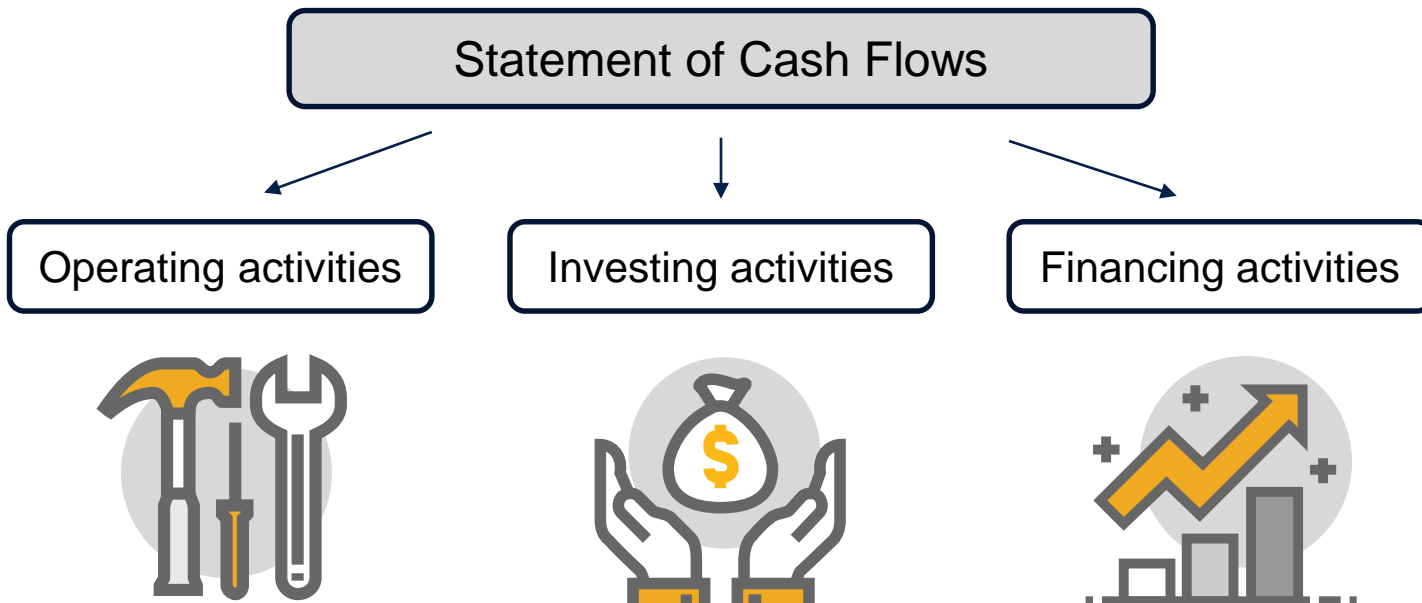 Statement of Cash Flows
Operating activities
Investing activities
Financing activities
$